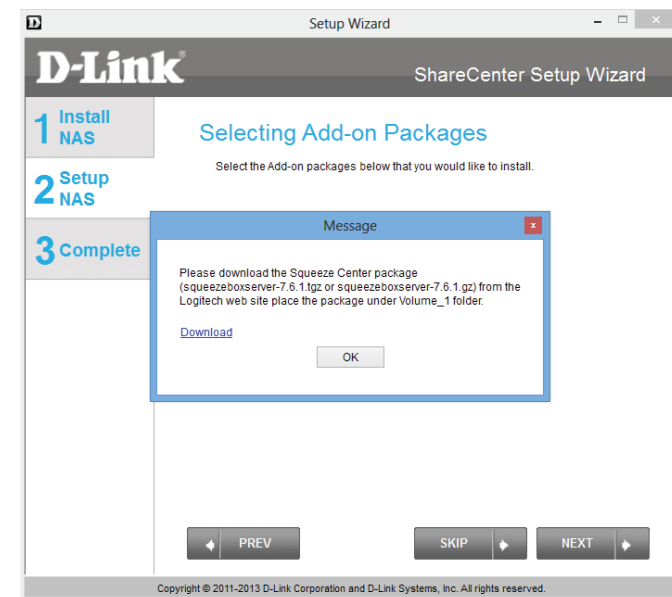 Setup Wizard
D-Link
ShareCenter Setup Wizard
1 Install
NAS
2 Setup
NAS
3 Complete
Selecting Add-on Packages
Select the Add-on packages below that you would like to install.
Message
Please download the Squeeze Center package
(squeezeboxserver-7.6.1.tgz or squeezeboxserver-7.6.1.gz) from the
Logitech web site place the package under Volume_1 folder.
Download
OK
PREV
SKIP
NEXT
Copyright © 2011-2013 D-Link Corporation and D-Link Systems, Inc. All rights reserved.